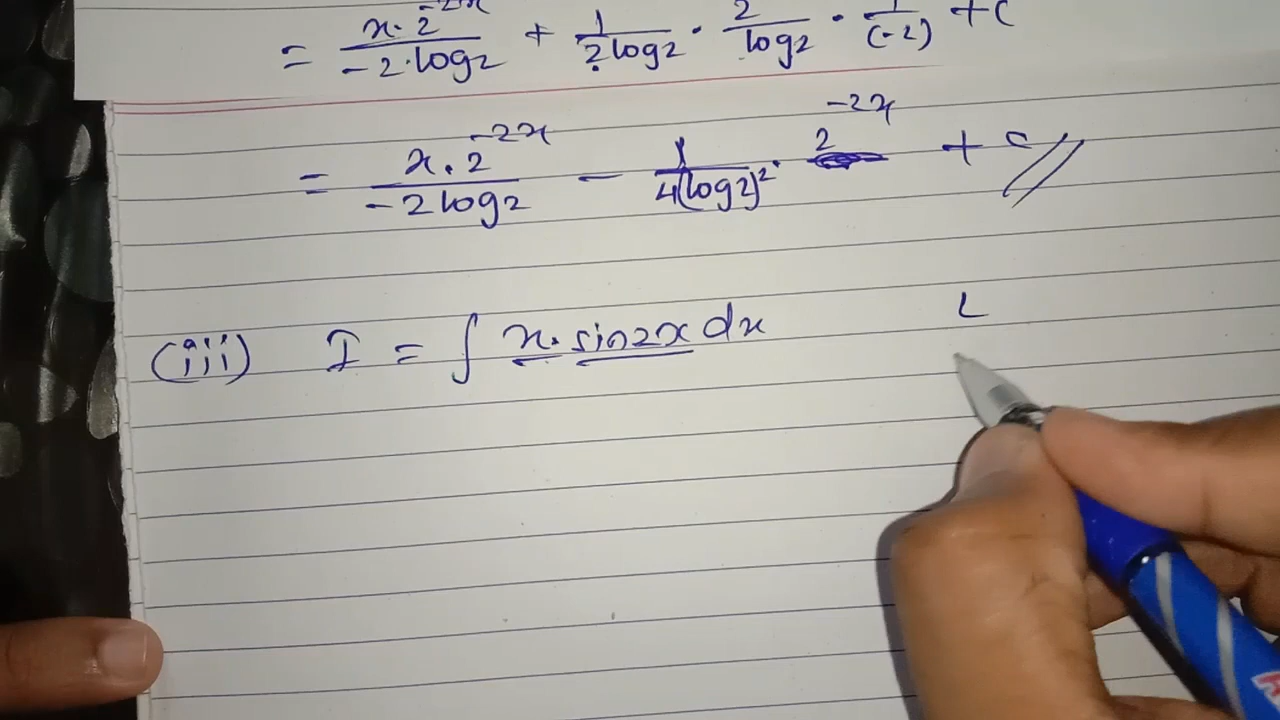 = x·2^-2x / -2·log2 + 1 / 2log2 · 2 / log2 · 1 / (-2) + C
= x·2^-2x / -2log2 - 1 / 4(log2)^2 · 2^-2x + c //
(iii) I = ∫ x· sin2x dx L